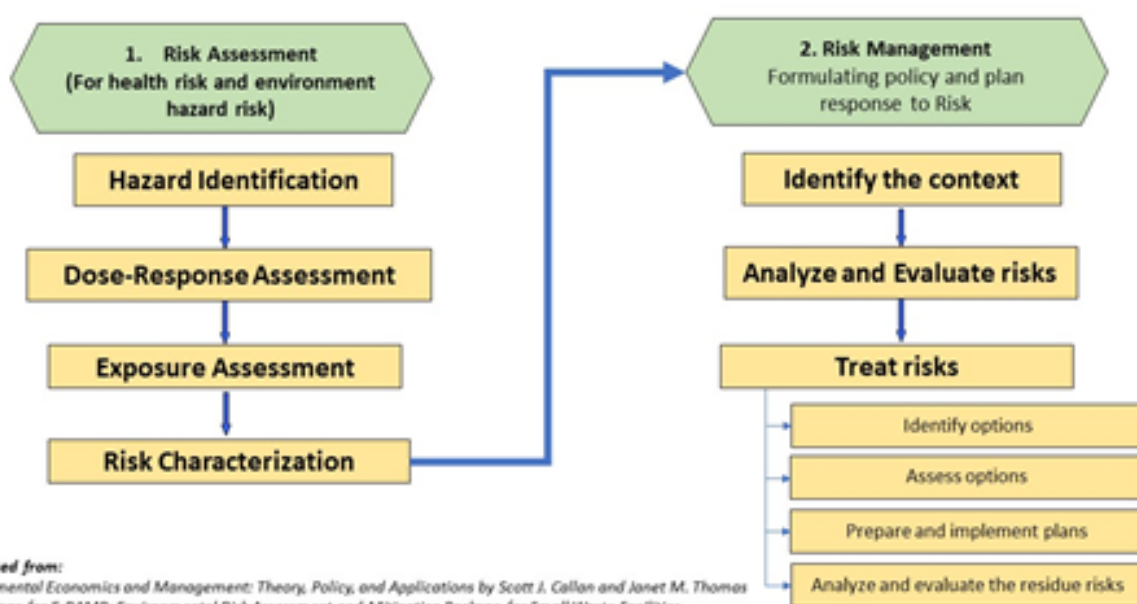 1. Risk Assessment
(For health risk and environment
hazard risk)
Hazard Identification
Dose-Response Assessment
Exposure Assessment
Risk Characterization
2. Risk Management
Formulating policy and plan
response to Risk
Identify the context
Analyze and Evaluate risks
Treat risks
Identify options
Assess options
Prepare and implement plans
Analyze and evaluate the residue risks
ed from:
mental Economics and Management: Theory, Policy, and Applications by Scott J. Callan and Janet M. Thomas